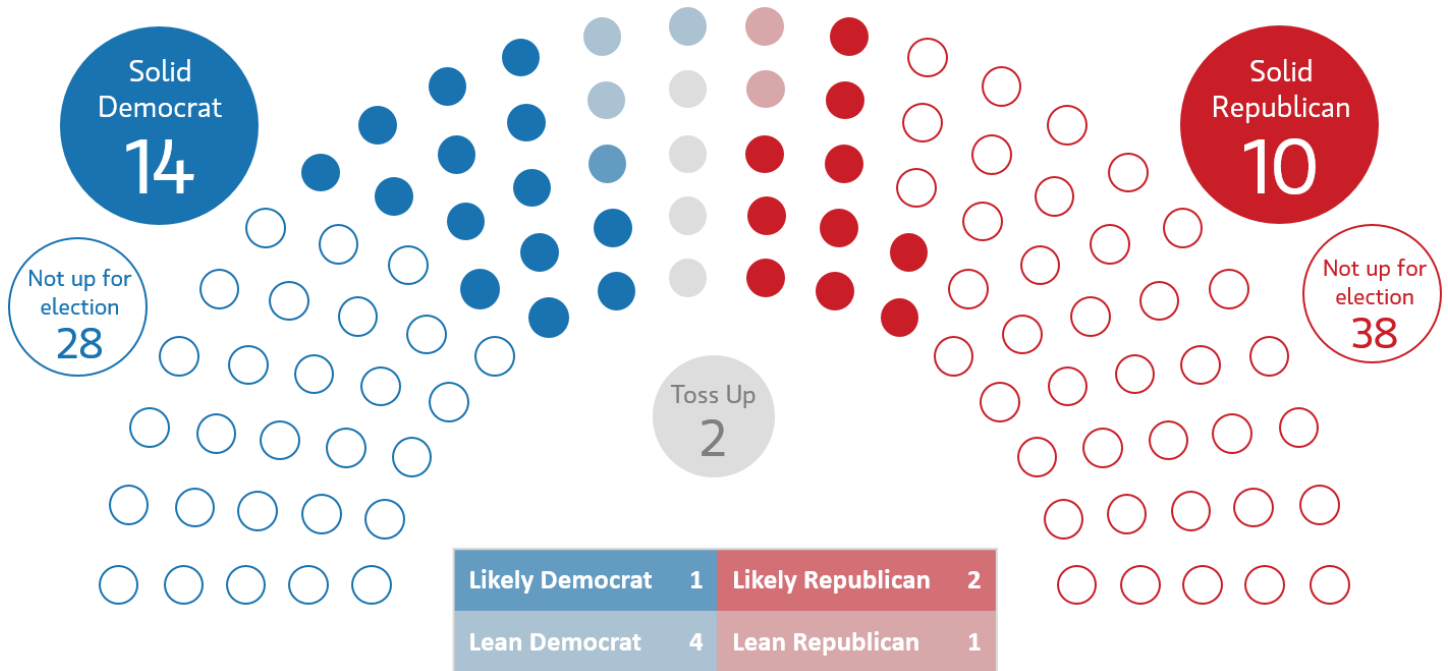 Solid
Democrat
14
Solid
Republican
10
Not up for
election
28
Not up for
election
38
Toss Up
2
Likely Democrat 1 Likely Republican 2
Lean Democrat 4 Lean Republican 1